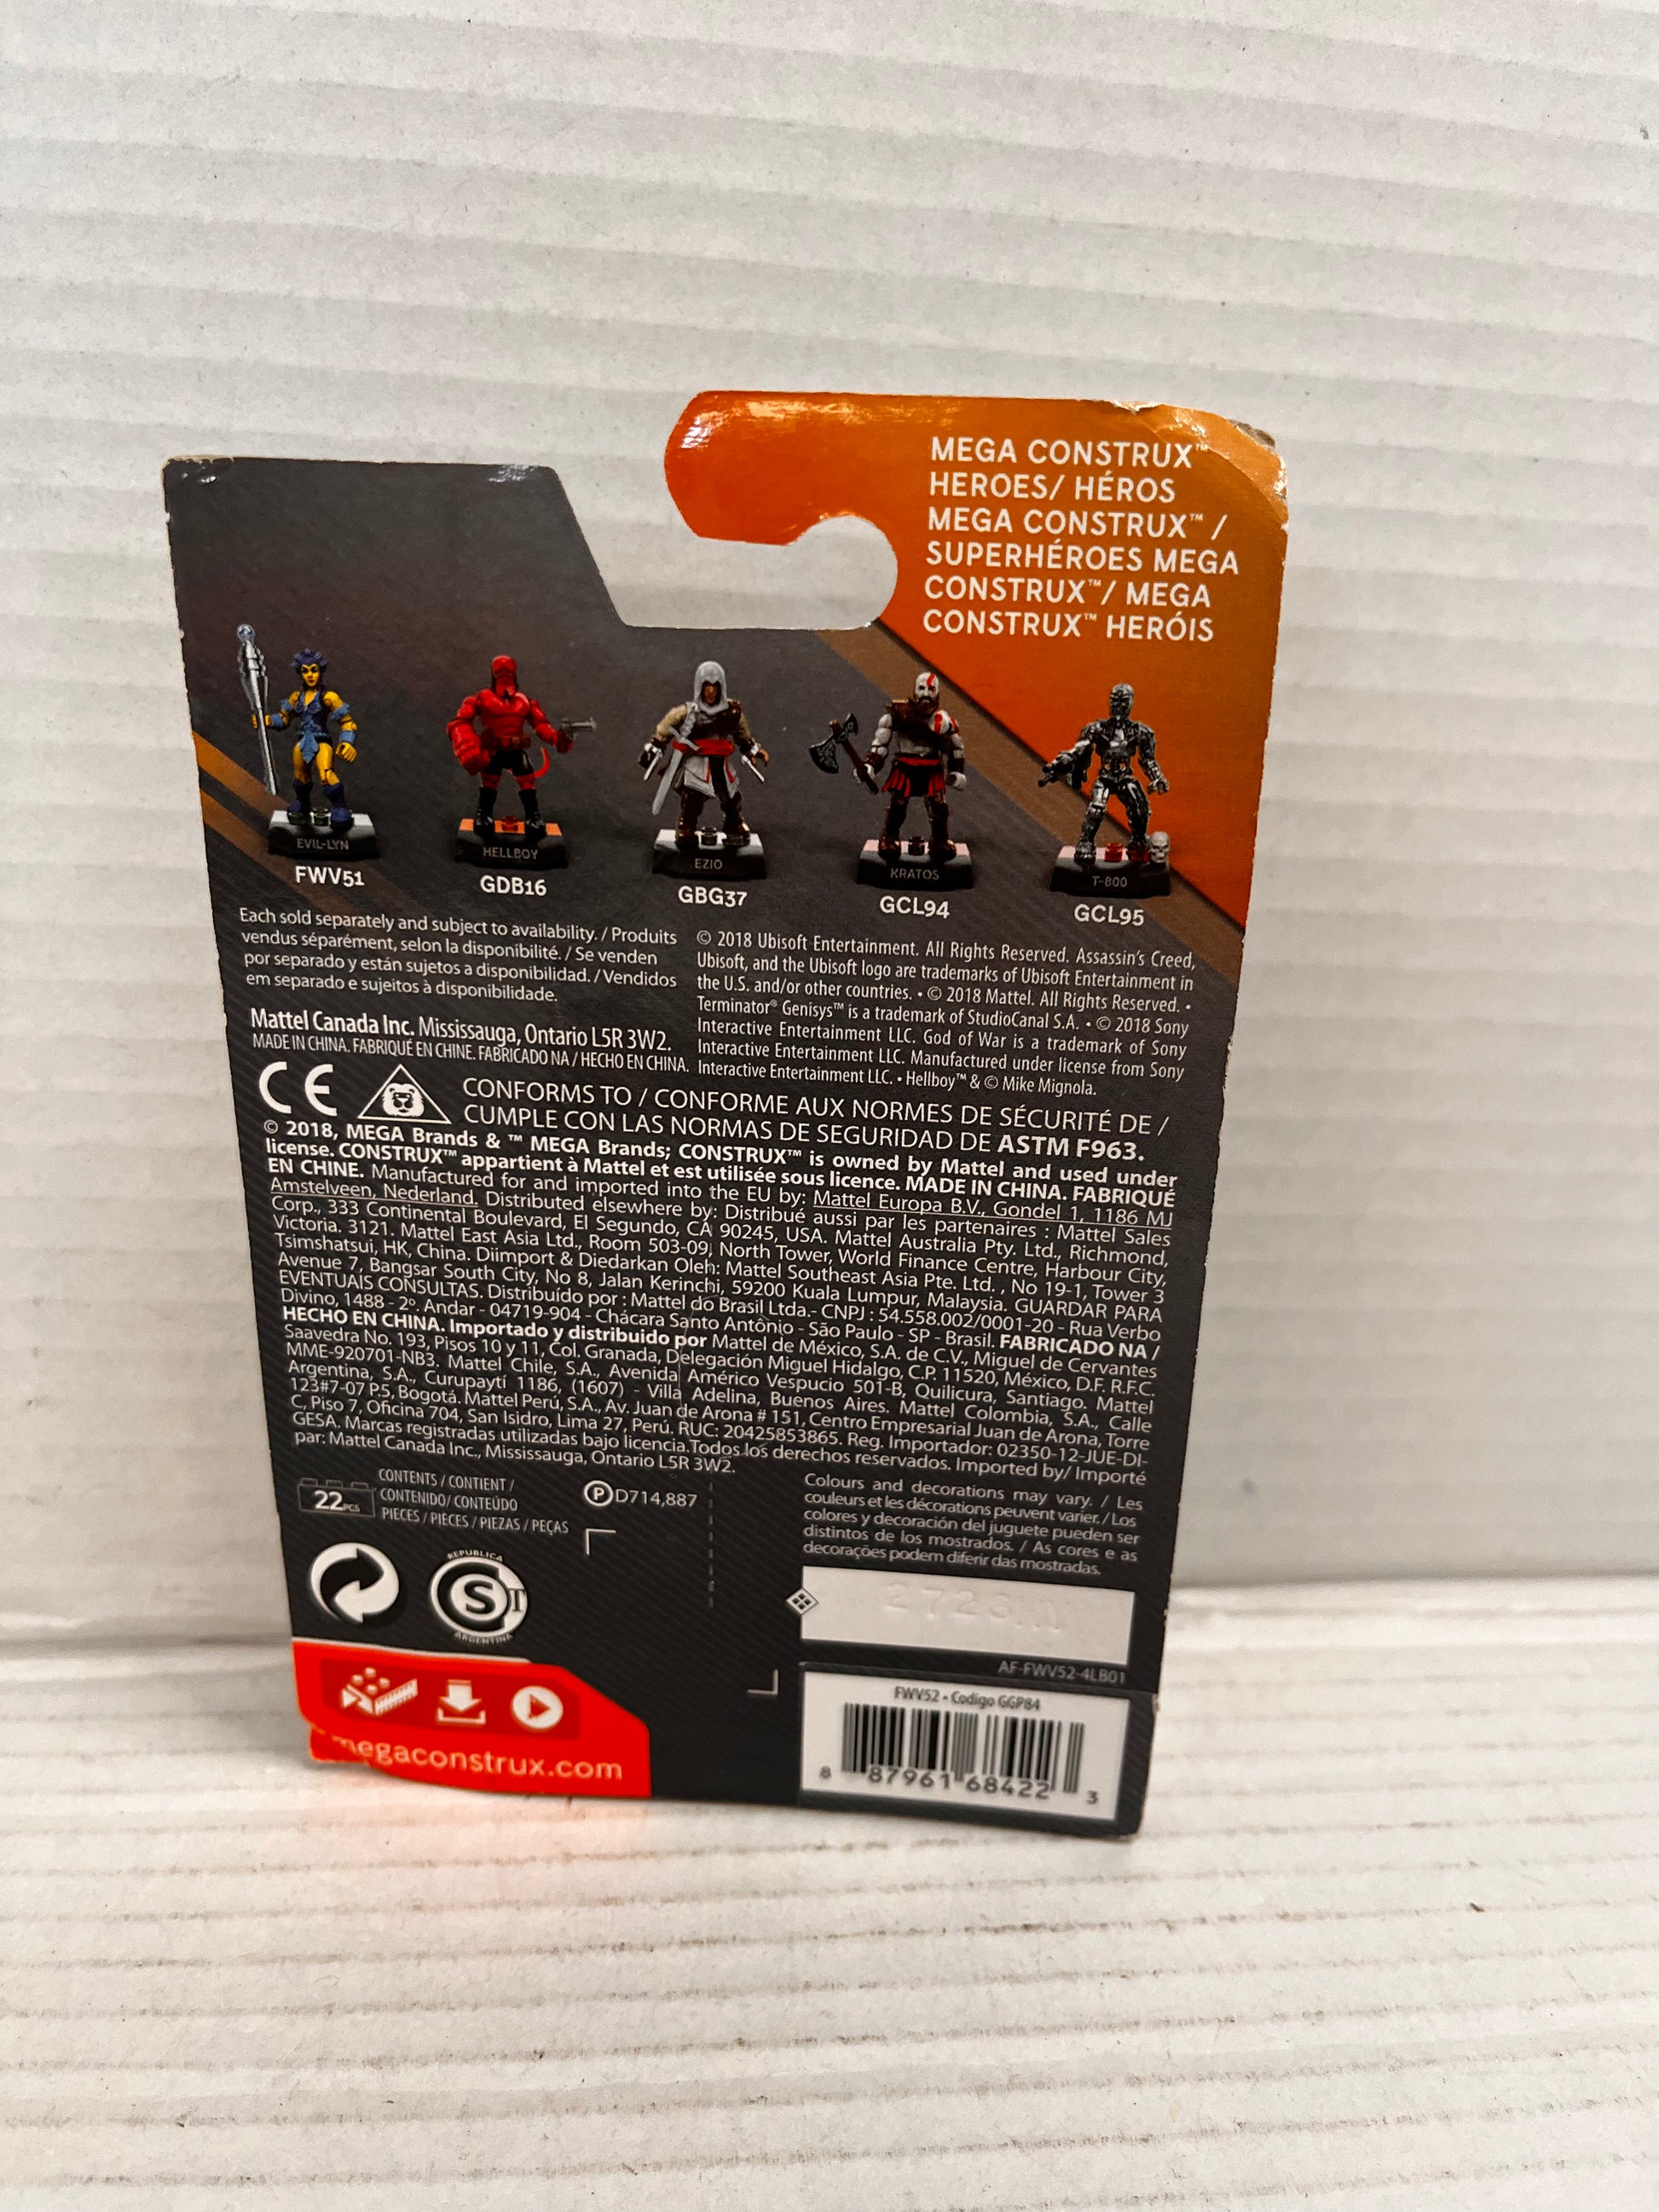 MEGA CONSTRUX™
HEROES/ HÉROS
MEGA CONSTRUX™ /
SUPERHÉROES MEGA
CONSTRUX™/ MEGA
CONSTRUX™ HERÓIS
EVIL-LYN
HELLBOY
EZIO
KRATOS
T-800
FWV51
GDB16
GBG37
GCL94
GCL95
Each sold separately and subject to availability. / Produits
vendus séparément, selon la disponibilité. / Se venden
por separado y están sujetos a disponibilidad. / Vendidos
em separado e sujeitos à disponibilidade.
© 2018 Ubisoft Entertainment. All Rights Reserved. Assassin's Creed,
Ubisoft, and the Ubisoft logo are trademarks of Ubisoft Entertainment in
the U.S. and/or other countries. • © 2018 Mattel. All Rights Reserved. •
Terminator® Genisys™ is a trademark of StudioCanal S.A. • © 2018 Sony
Interactive Entertainment LLC. God of War is a trademark of Sony
Interactive Entertainment LLC. Manufactured under license from Sony
Interactive Entertainment LLC. • Hellboy™ & © Mike Mignola.
Mattel Canada Inc. Mississauga, Ontario L5R 3W2.
MADE IN CHINA. FABRIQUÉ EN CHINE. FABRICADO NA / HECHO EN CHINA.
CE
CONFORMS TO / CONFORME AUX NORMES DE SÉCURITÉ DE /
CUMPLE CON LAS NORMAS DE SEGURIDAD DE ASTM F963.
© 2018, MEGA Brands & ™ MEGA Brands; CONSTRUX™ is owned by Mattel and used under
license. CONSTRUX™ appartient à Mattel et est utilisée sous licence. MADE IN CHINA. FABRIQUÉ
EN CHINE. Manufactured for and imported into the EU by: Mattel Europa B.V., Gondel 1, 1186 MJ
Amstelveen, Nederland. Distributed elsewhere by: Distribué aussi par les partenaires : Mattel Sales
Corp., 333 Continental Boulevard, El Segundo, CA 90245, USA. Mattel Australia Pty. Ltd., Richmond,
Victoria. 3121. Mattel East Asia Ltd., Room 503-09, North Tower, World Finance Centre, Harbour City,
Tsimshatsui, HK, China. Diimport & Diedarkan Oleh: Mattel Southeast Asia Pte. Ltd. , No 19-1, Tower 3
Avenue 7, Bangsar South City, No 8, Jalan Kerinchi, 59200 Kuala Lumpur, Malaysia. GUARDAR PARA
EVENTUAIS CONSULTAS. Distribuído por : Mattel do Brasil Ltda.- CNPJ : 54.558.002/0001-20 - Rua Verbo
Divino, 1488 - 2º. Andar - 04719-904 - Chácara Santo Antônio - São Paulo - SP - Brasil. FABRICADO NA /
HECHO EN CHINA. Importado y distribuido por Mattel de México, S.A. de C.V., Miguel de Cervantes
Saavedra No. 193, Pisos 10 y 11, Col. Granada, Delegación Miguel Hidalgo, C.P. 11520, México, D.F. R.F.C.
MME-920701-NB3. Mattel Chile, S.A., Avenida Américo Vespucio 501-B, Quilicura, Santiago. Mattel
Argentina, S.A., Curupaytí 1186, (1607) - Villa Adelina, Buenos Aires. Mattel Colombia, S.A., Calle
123#7-07 P.5, Bogotá. Mattel Perú, S.A., Av. Juan de Arona # 151, Centro Empresarial Juan de Arona, Torre
C, Piso 7, Oficina 704, San Isidro, Lima 27, Perú. RUC: 20425853865. Reg. Importador: 02350-12-JUE-DI-
GESA. Marcas registradas utilizadas bajo licencia.Todos los derechos reservados. Imported by/ Importé
par: Mattel Canada Inc., Mississauga, Ontario L5R 3W2.
22 PCS
CONTENTS / CONTIENT /
CONTENIDO/ CONTEÚDO
PIECES / PIÈCES / PIEZAS / PEÇAS
Ⓟ D714,887
Colours and decorations may vary. / Les
couleurs et les décorations peuvent varier. / Los
colores y decoración del juguete pueden ser
distintos de los mostrados. / As cores e as
decorações podem diferir das mostradas.
REPUBLICA
S T
ARGENTINA
AF-FWV52-4LB01
FWV52 • Codigo GGP84
8 87961 68422 3
megaconstrux.com